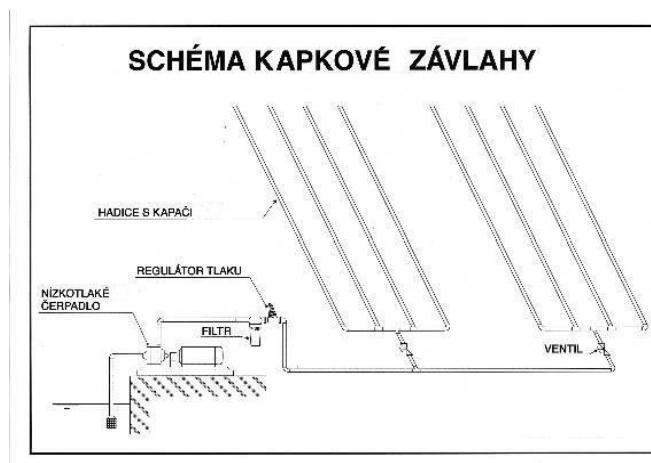 SCHÉMA KAPKOVÉ ZÁVLAHY
HADICE S KAPAČI
REGULÁTOR TLAKU
NÍZKOTLAKÉ
ČERPADLO
FILTR
VENTIL